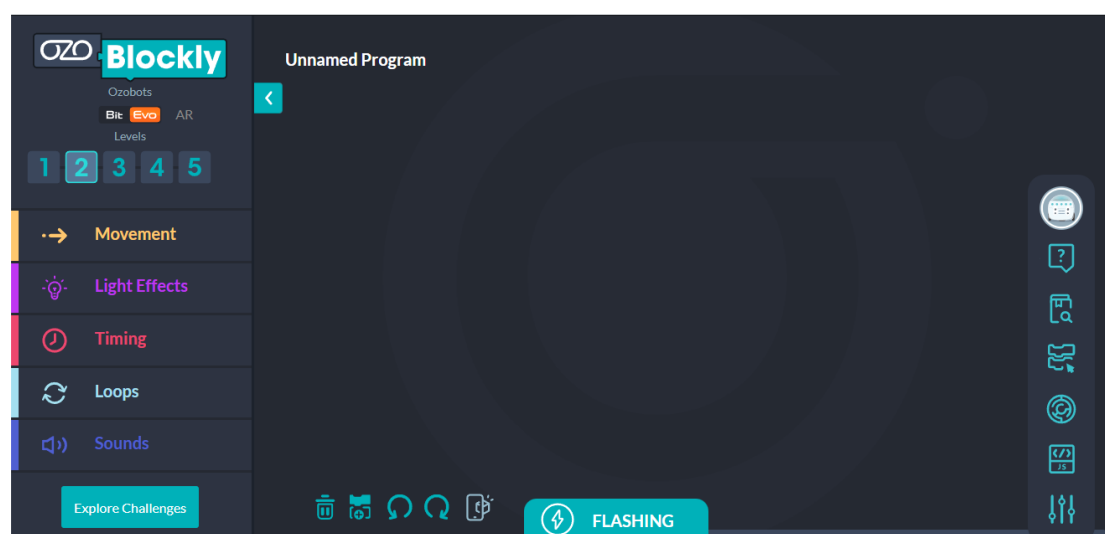 OZO Blockly
Unnamed Program
Ozobots
Bit Evo AR
Levels
1 2 3 4 5
Movement
Light Effects
Timing
Loops
Sounds
Explore Challenges
FLASHING
?
</> JS